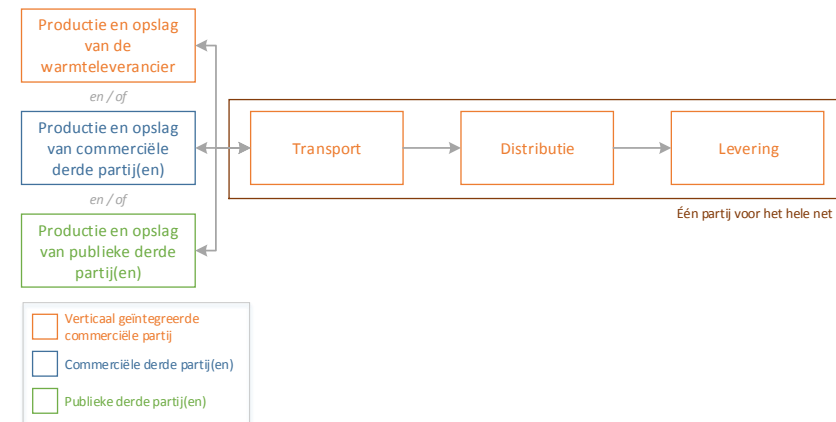 Productie en opslag
van de
warmteleverancier
en / of
Productie en opslag
van commerciële
derde partij(en)
en / of
Productie en opslag
van publieke derde
partij(en)
Transport
Distributie
Levering
Één partij voor het hele net
Verticaal geïntegreerde
commerciële partij
Commerciële derde partij(en)
Publieke derde partij(en)